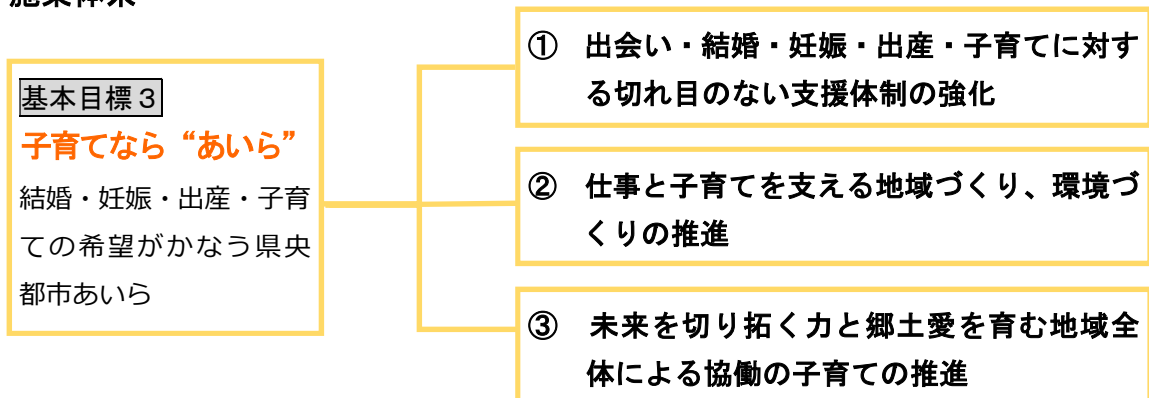 施策体系
基本目標３
子育てなら“あいら”
結婚・妊娠・出産・子育
ての希望がかなう県央
都市あいら
① 出会い・結婚・妊娠・出産・子育てに対す
る切れ目のない支援体制の強化
② 仕事と子育てを支える地域づくり、環境づ
くりの推進
③ 未来を切り拓く力と郷土愛を育む地域全
体による協働の子育ての推進